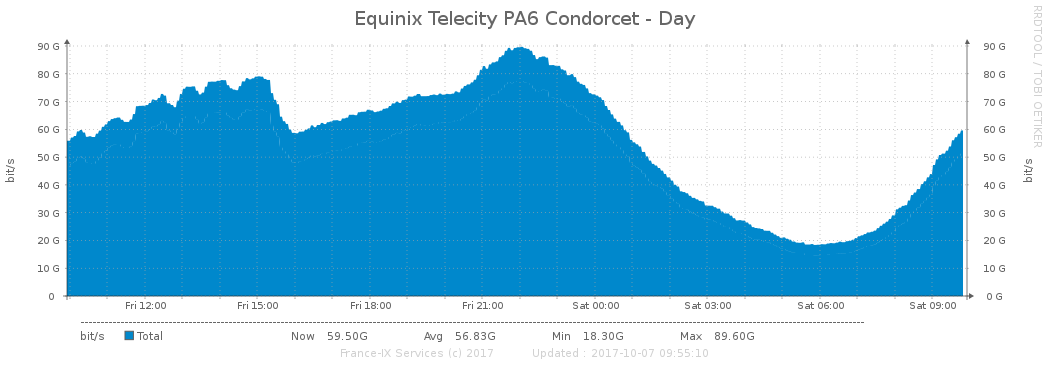 Equinix Telecity PA6 Condorcet - Day
RRDTOOL / TOBI OETIKER
90 G 90 G
80 G 80 G
70 G 70 G
60 G 60 G
50 G 50 G
40 G 40 G
30 G 30 G
20 G 20 G
10 G 10 G
0 0 G
bit/s
bit/s
Fri 12:00 Fri 15:00 Fri 18:00 Fri 21:00 Sat 00:00 Sat 03:00 Sat 06:00 Sat 09:00
bit/s Total Now 59.50G Avg 56.83G Min 18.30G Max 89.60G
France-IX Services (c) 2017 Updated : 2017-10-07 09:55:10